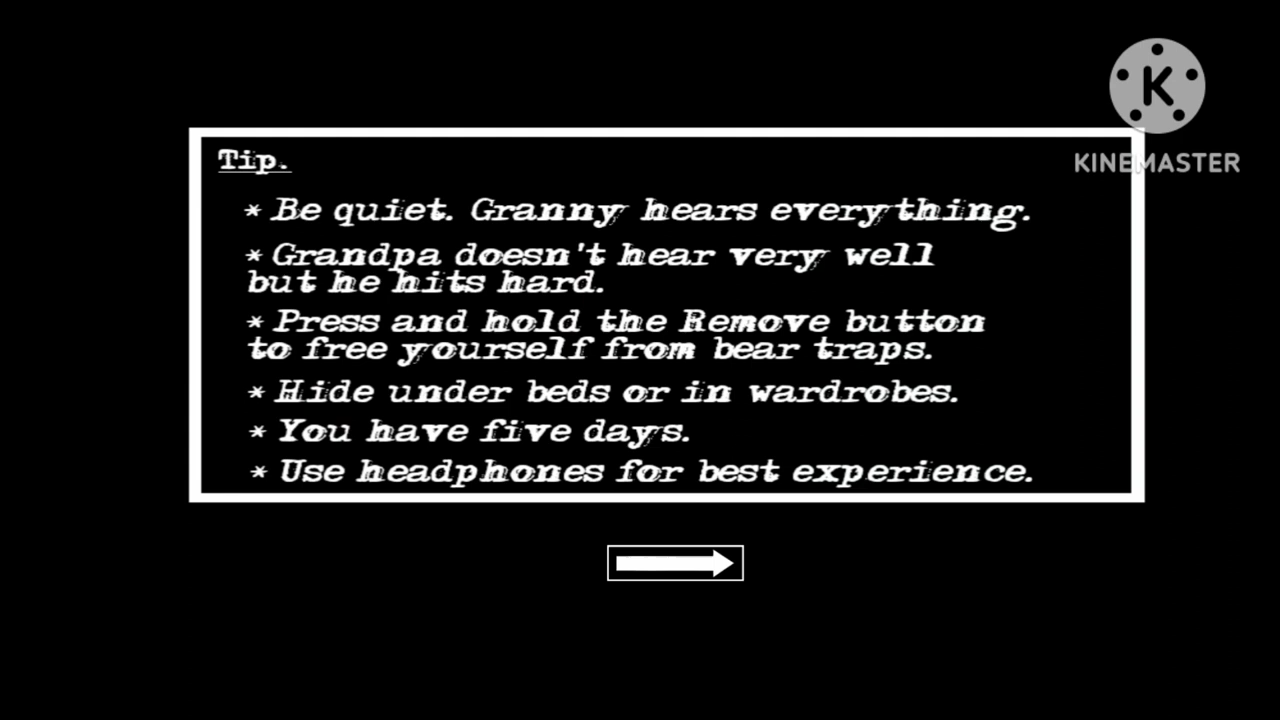 K
KINEMASTER
Tip.
* Be quiet. Granny hears everything.
* Grandpa doesn't hear very well
but he hits hard.
* Press and hold the Remove button
to free yourself from bear traps.
* Hide under beds or in wardrobes.
* You have five days.
* Use headphones for best experience.